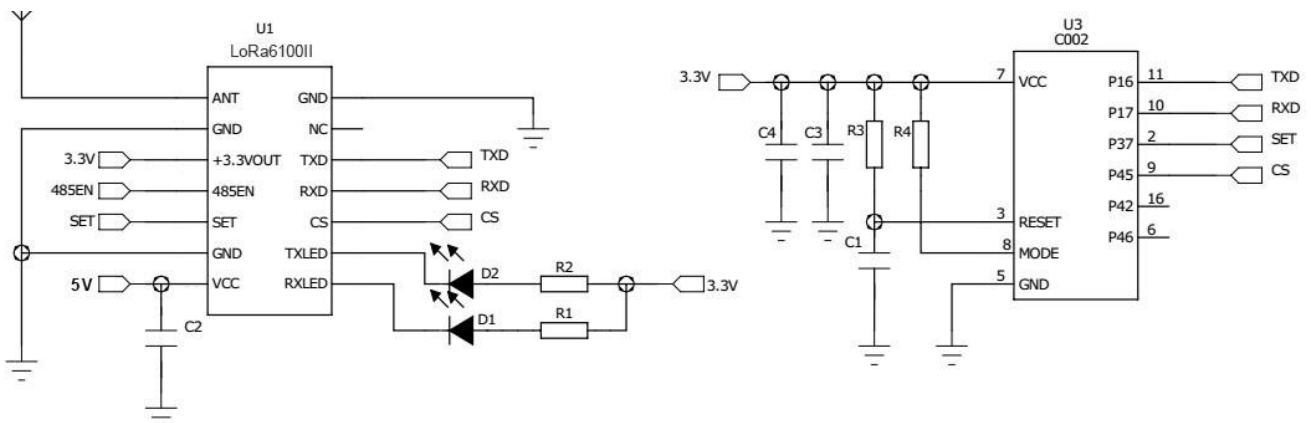 U1
LoRa6100II
ANT
GND
GND
NC
3.3V
+3.3VOUT
TXD
TXD
485EN
485EN
RXD
RXD
SET
SET
CS
CS
GND
TXLED
D2
R2
3.3V
5V
VCC
RXLED
D1
R1
C2
U3
C002
3.3V
7
VCC
P16
11
TXD
P17
10
RXD
C4
C3
R3
R4
P37
2
SET
P45
9
CS
P42
16
3
RESET
P46
6
C1
8
MODE
5
GND